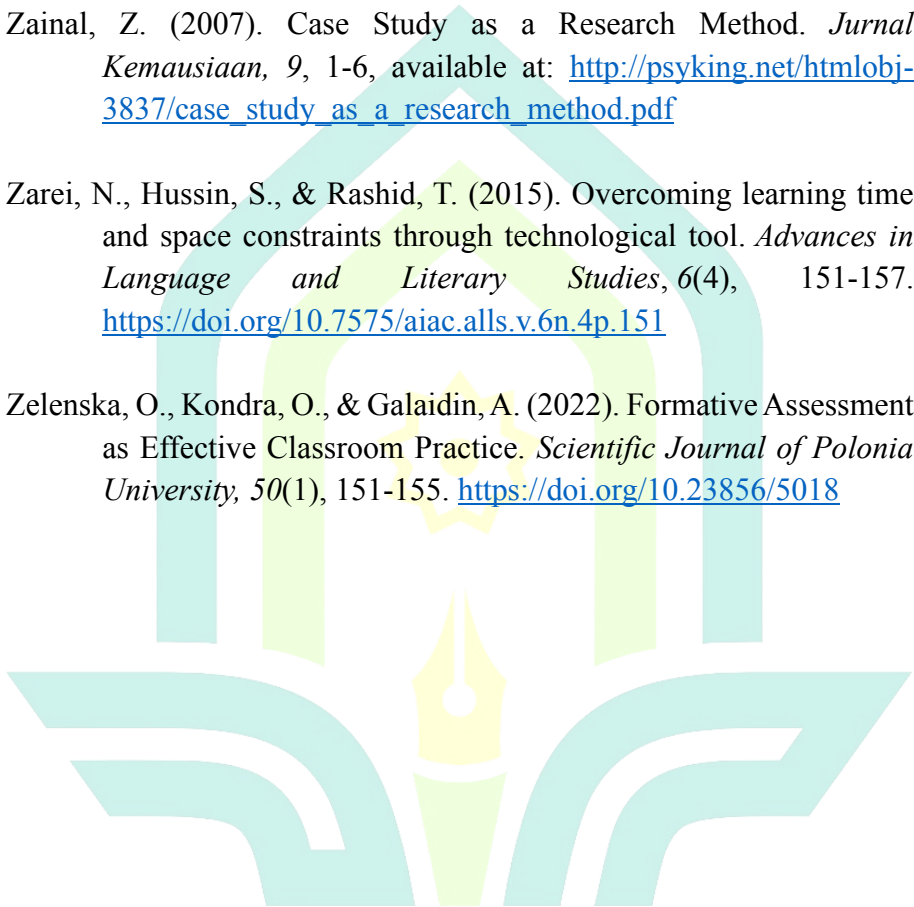 Zainal, Z. (2007). Case Study as a Research Method. Jurnal
Kemausiaan, 9, 1-6, available at: http://psyking.net/htmlobj-
3837/case_study_as_a_research_method.pdf
Zarei, N., Hussin, S., & Rashid, T. (2015). Overcoming learning time
and space constraints through technological tool. Advances in
Language and Literary Studies, 6(4), 151-157.
https://doi.org/10.7575/aiac.alls.v.6n.4p.151
Zelenska, O., Kondra, O., & Galaidin, A. (2022). Formative Assessment
as Effective Classroom Practice. Scientific Journal of Polonia
University, 50(1), 151-155. https://doi.org/10.23856/5018